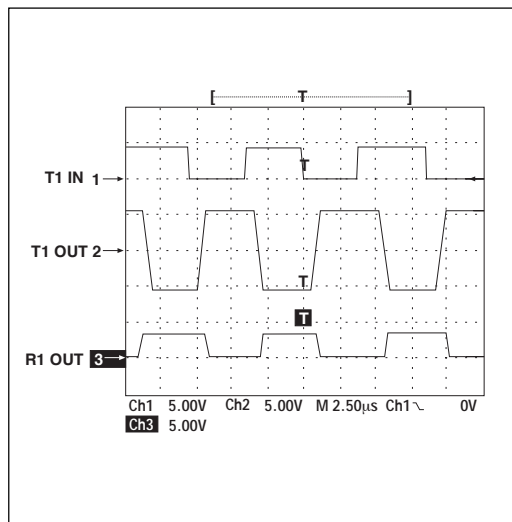 [ T ]
T
T1 IN 1
T1 OUT 2
T
T
R1 OUT 3
Ch1 5.00V Ch2 5.00V M 2.50µs Ch1 0V
Ch3 5.00V